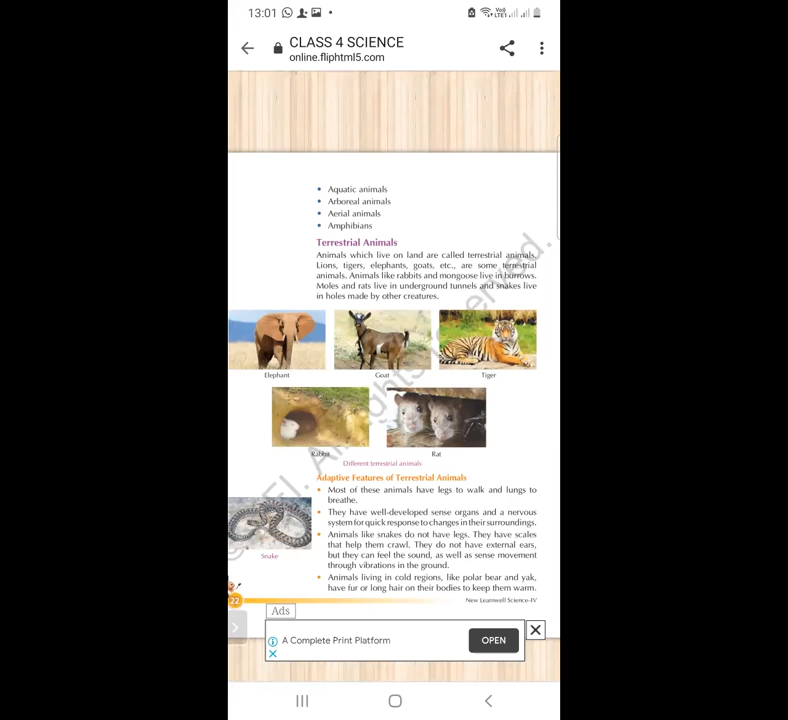 13:01
Vo)) LTE1
CLASS 4 SCIENCE
online.fliphtml5.com
• Aquatic animals
• Arboreal animals
• Aerial animals
• Amphibians
Terrestrial Animals
Animals which live on land are called terrestrial animals.
Lions, tigers, elephants, goats, etc., are some terrestrial
animals. Animals like rabbits and mongoose live in burrows.
Moles and rats live in underground tunnels and snakes live
in holes made by other creatures.
Elephant
Goat
Tiger
Rabbit
Rat
Different terrestrial animals
Adaptive Features of Terrestrial Animals
• Most of these animals have legs to walk and lungs to
breathe.
• They have well-developed sense organs and a nervous
system for quick response to changes in their surroundings.
• Animals like snakes do not have legs. They have scales
that help them crawl. They do not have external ears,
but they can feel the sound, as well as sense movement
through vibrations in the ground.
Snake
• Animals living in cold regions, like polar bear and yak,
have fur or long hair on their bodies to keep them warm.
22
New Learnwell Science-IV
Ads
A Complete Print Platform
OPEN
All rights reserved.